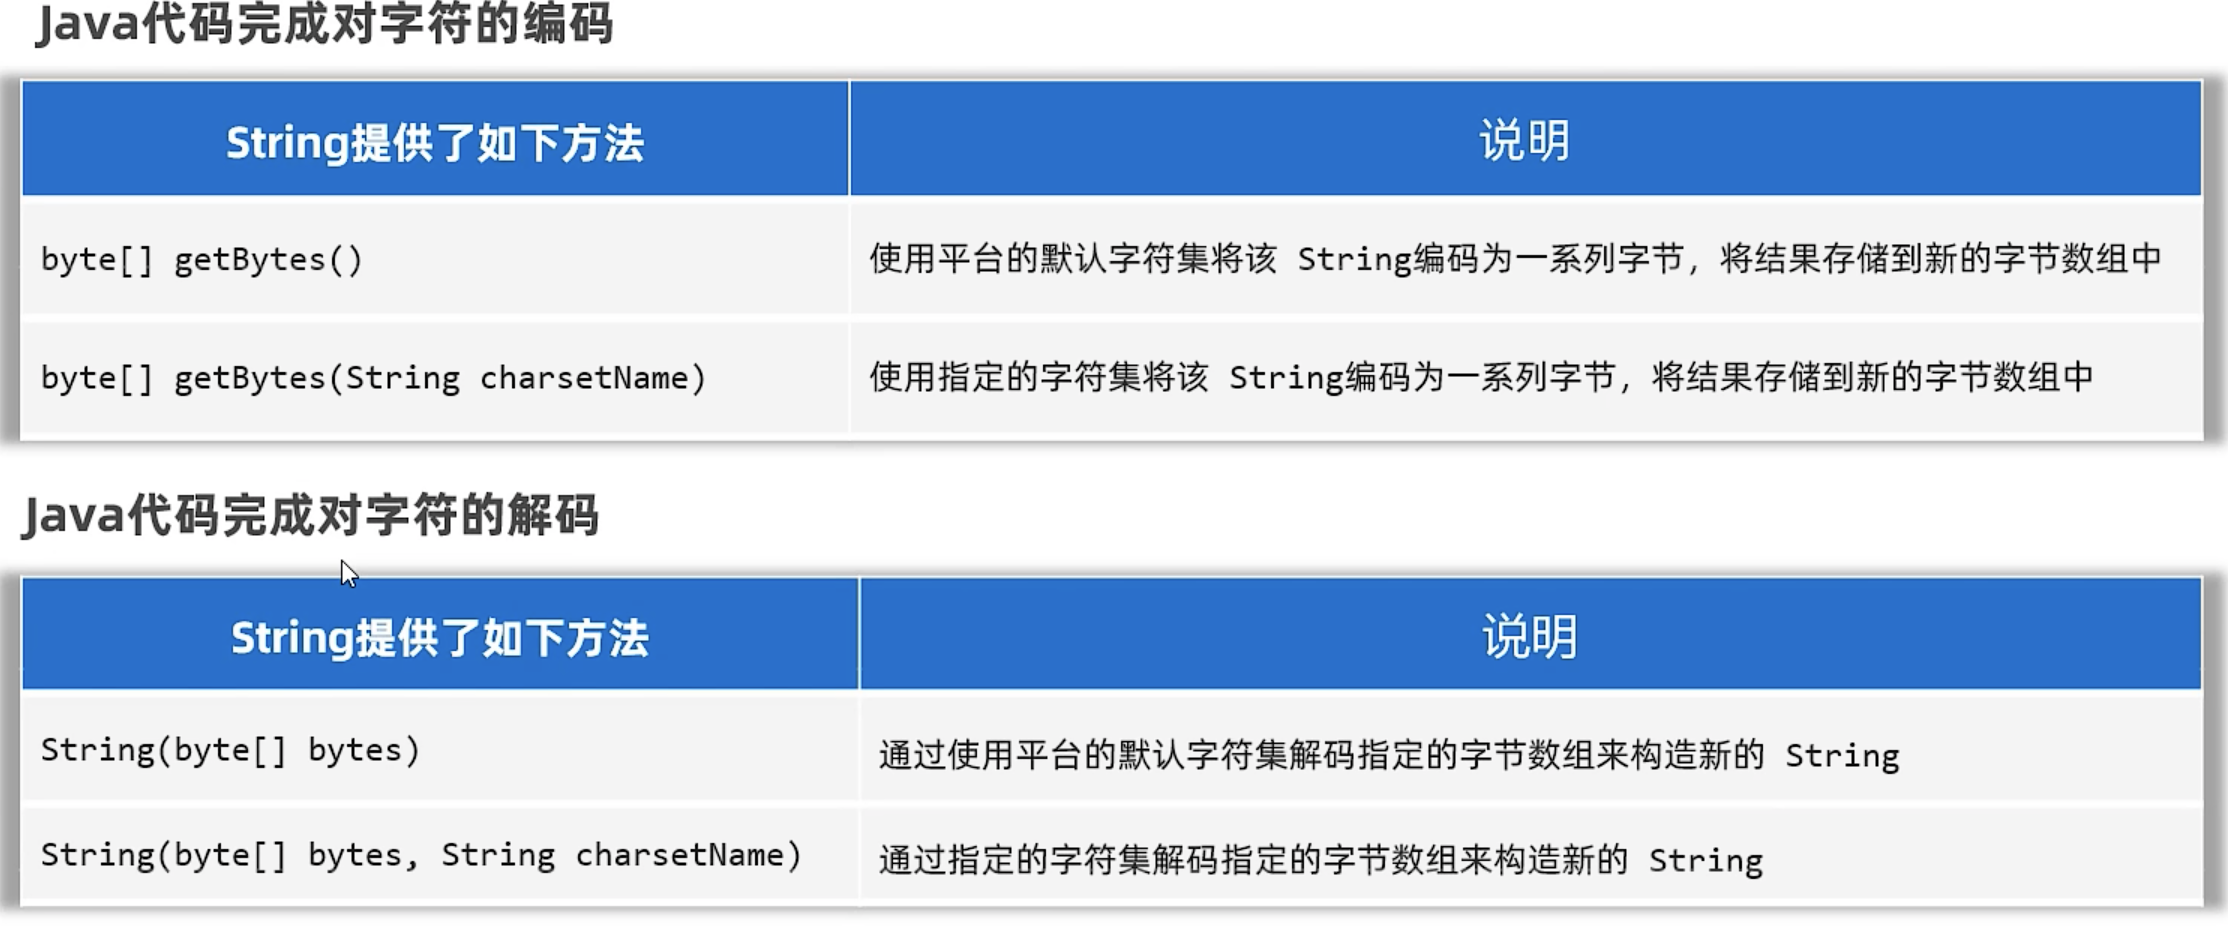 Java代码完成对字符的编码
String提供了如下方法 说明
byte[] getBytes() 使用平台的默认字符集将该 String编码为一系列字节，将结果存储到新的字节数组中
byte[] getBytes(String charsetName) 使用指定的字符集将该 String编码为一系列字节，将结果存储到新的字节数组中
Java代码完成对字符的解码
String提供了如下方法 说明
String(byte[] bytes) 通过使用平台的默认字符集解码指定的字节数组来构造新的 String
String(byte[] bytes, String charsetName) 通过指定的字符集解码指定的字节数组来构造新的 String